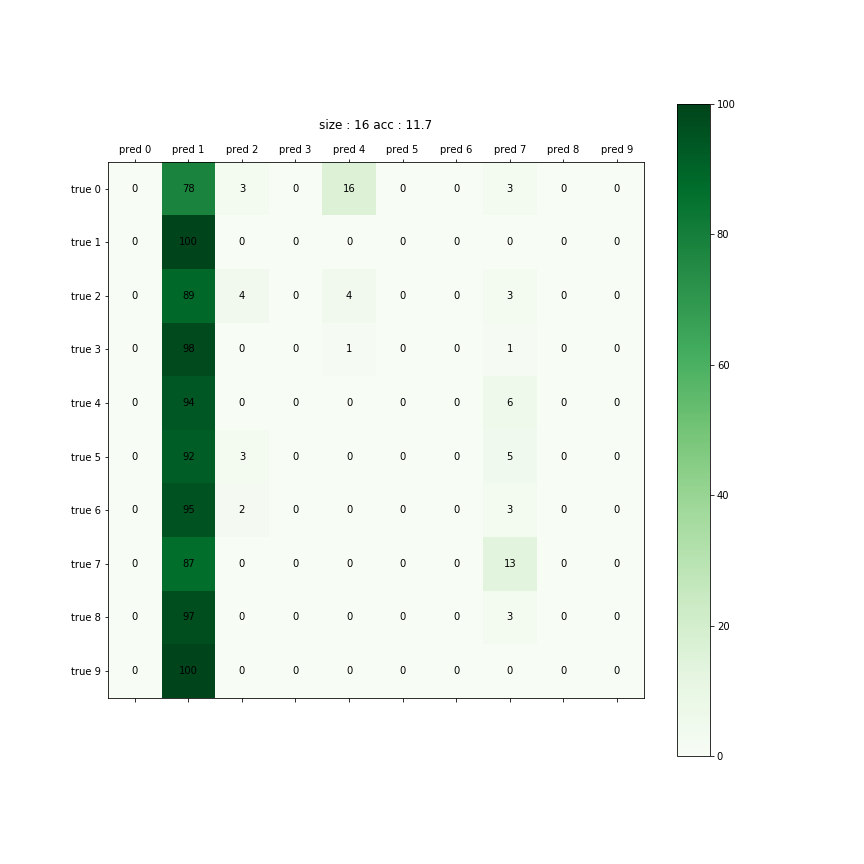 size : 16 acc : 11.7
pred 0 pred 1 pred 2 pred 3 pred 4 pred 5 pred 6 pred 7 pred 8 pred 9
true 0 0 78 3 0 16 0 0 3 0 0
true 1 0 100 0 0 0 0 0 0 0 0
true 2 0 89 4 0 4 0 0 3 0 0
true 3 0 98 0 0 1 0 0 1 0 0
true 4 0 94 0 0 0 0 0 6 0 0
true 5 0 92 3 0 0 0 0 5 0 0
true 6 0 95 2 0 0 0 0 3 0 0
true 7 0 87 0 0 0 0 0 13 0 0
true 8 0 97 0 0 0 0 0 3 0 0
true 9 0 100 0 0 0 0 0 0 0 0
100
80
60
40
20
0